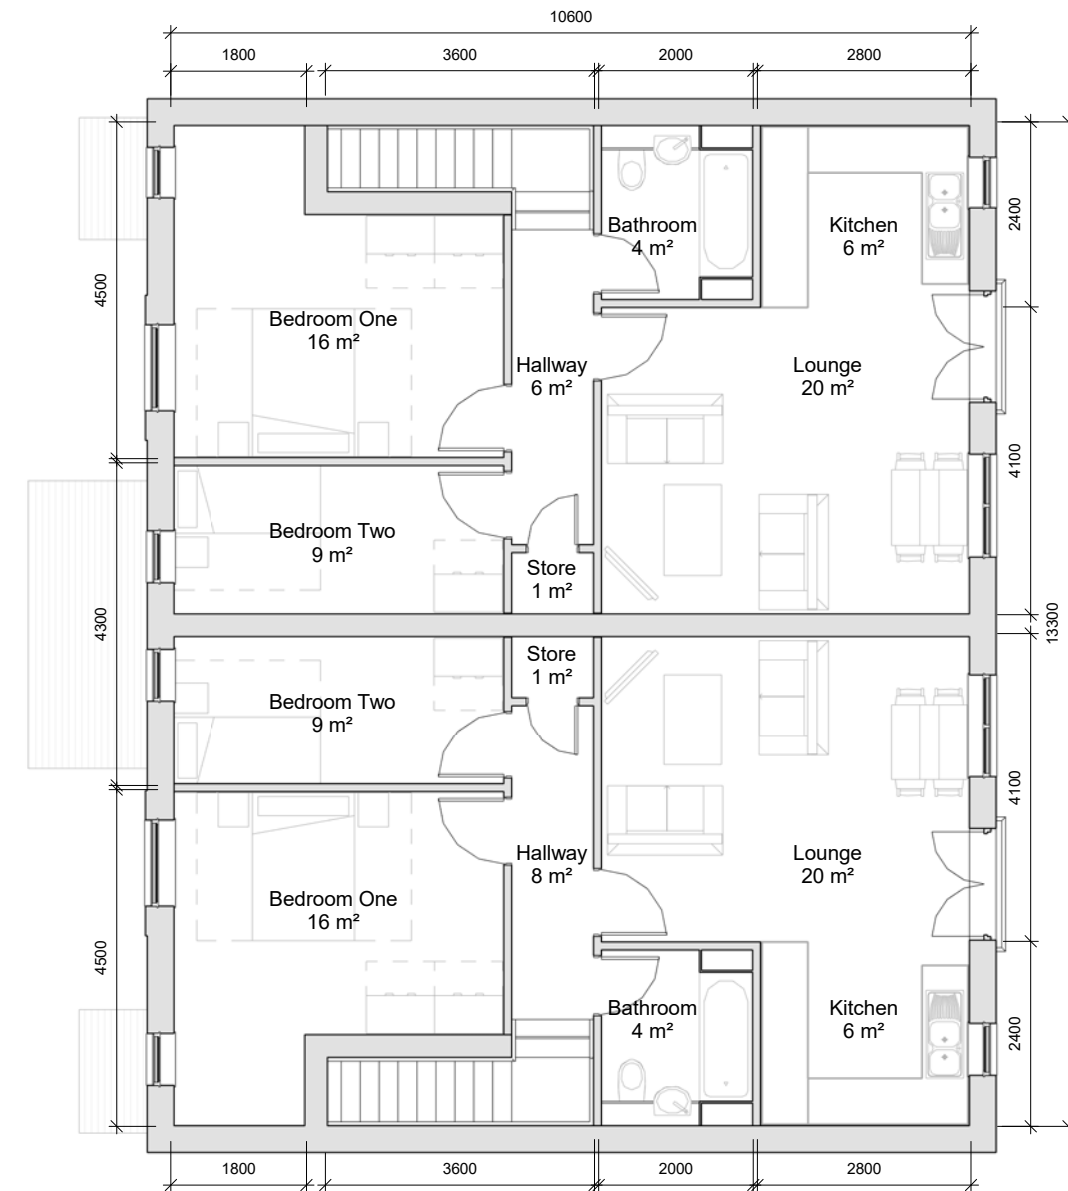 10600
1800
3600
2000
2800
Bathroom
4 m²
Kitchen
6 m²
2400
4500
Bedroom One
16 m²
Hallway
6 m²
Lounge
20 m²
4100
Bedroom Two
9 m²
Store
1 m²
4300
13300
Store
1 m²
Bedroom Two
9 m²
4100
Hallway
8 m²
Lounge
20 m²
Bedroom One
16 m²
4500
Bathroom
4 m²
Kitchen
6 m²
2400
1800
3600
2000
2800